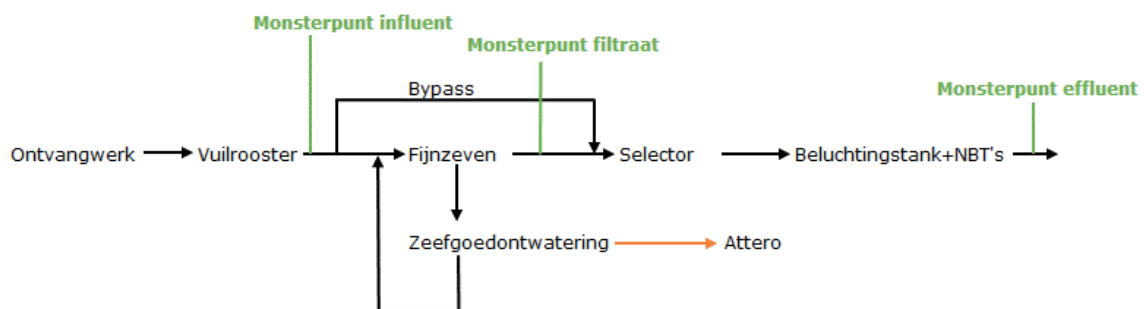 Monsterpunt influent
Monsterpunt filtraat
Bypass
Monsterpunt effluent
Ontvangwerk
Vuilrooster
Fijnzeven
Selector
Beluchtingstank+NBT's
Zeefgoedontwatering
Attero